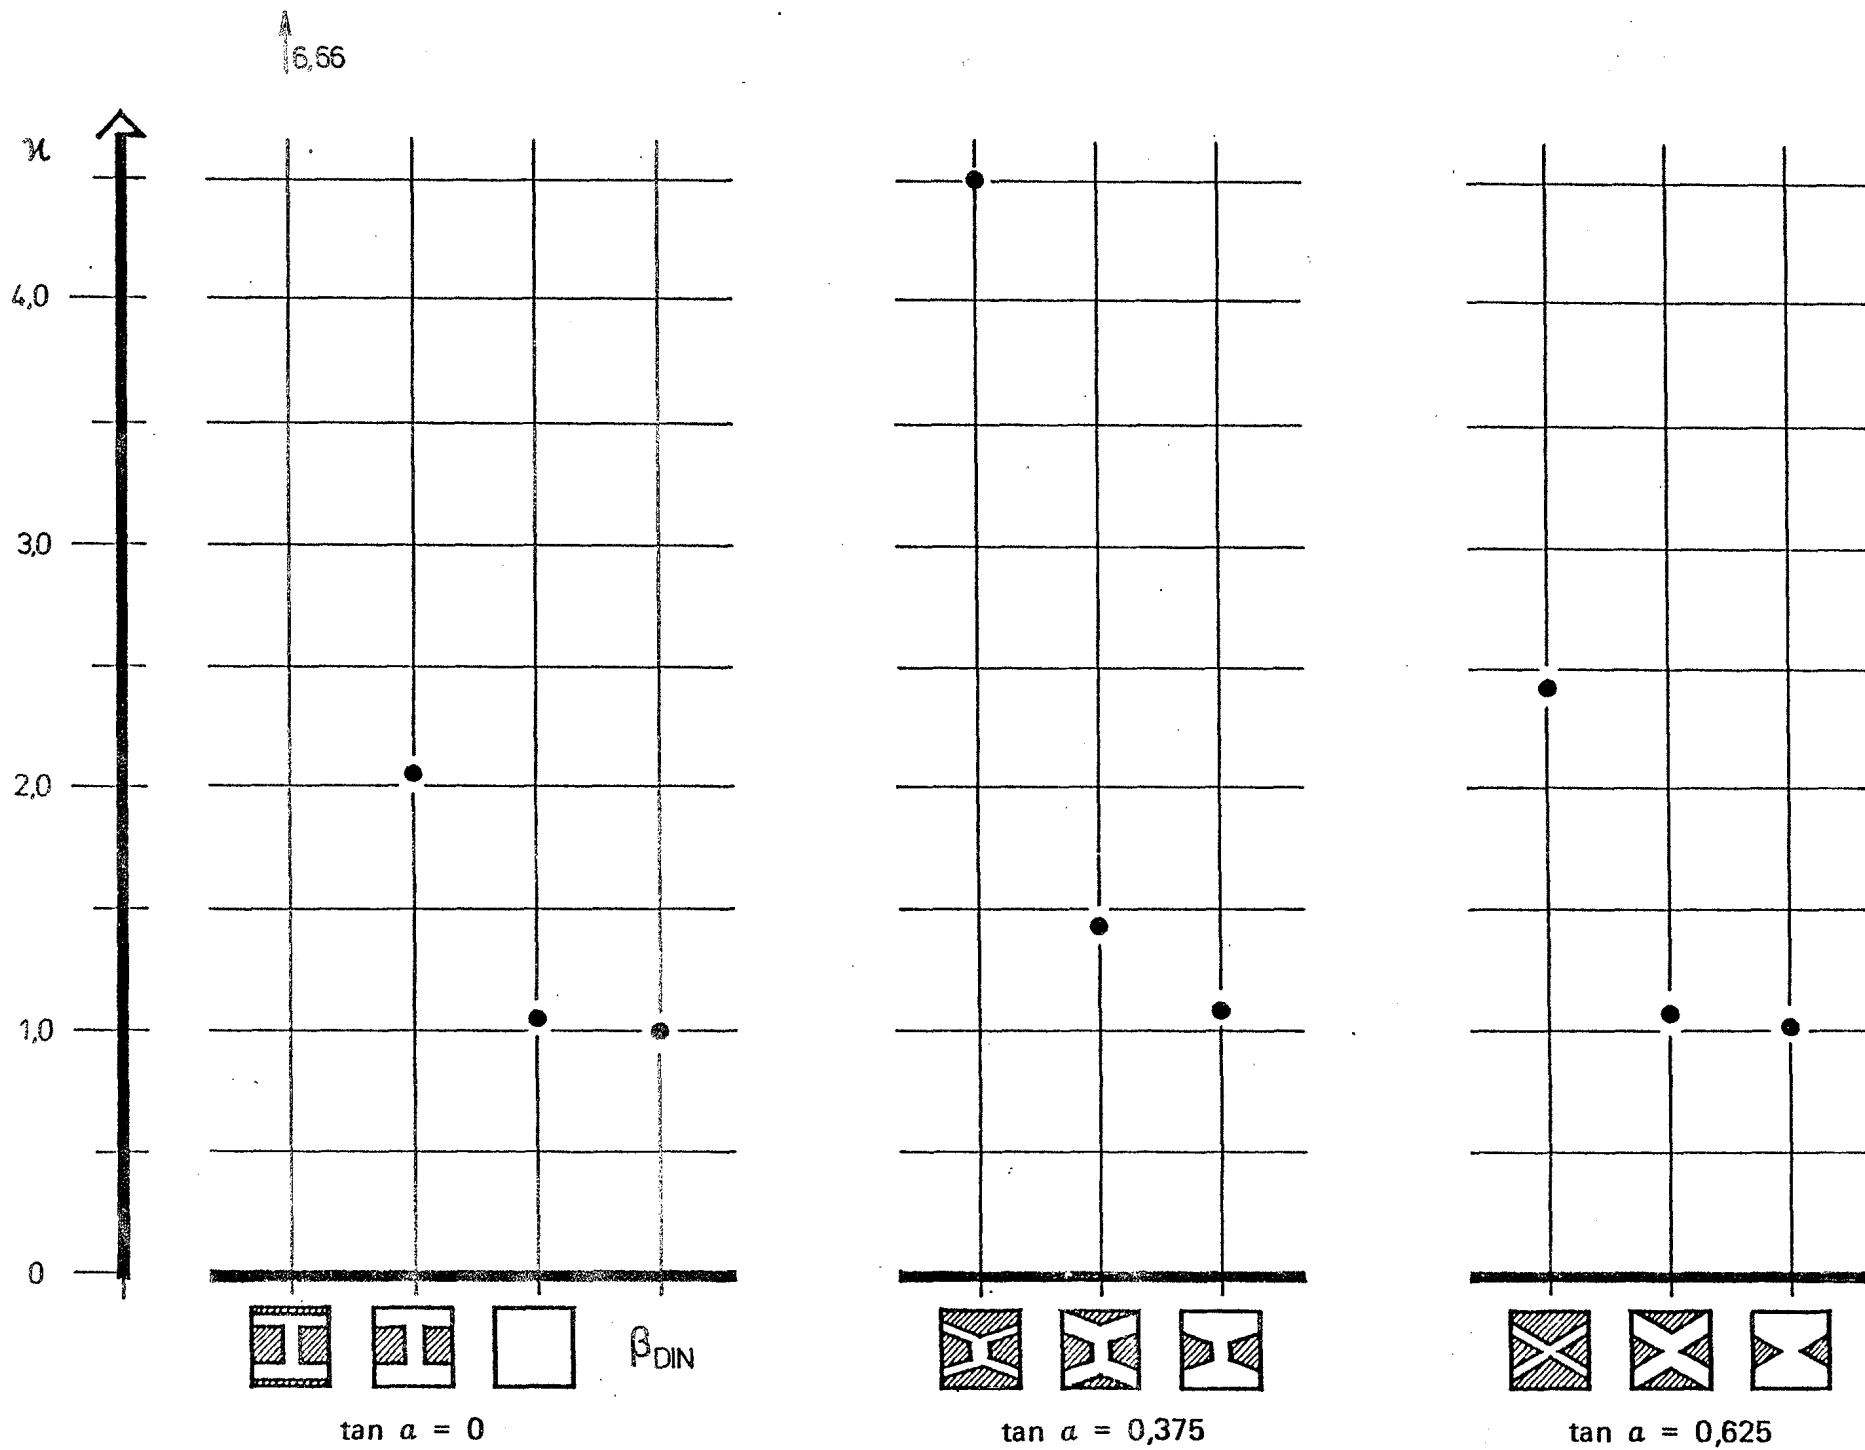 6,66
ϰ
4,0
3,0
2,0
1,0
0
βDIN
tan α = 0
tan α = 0,375
tan α = 0,625